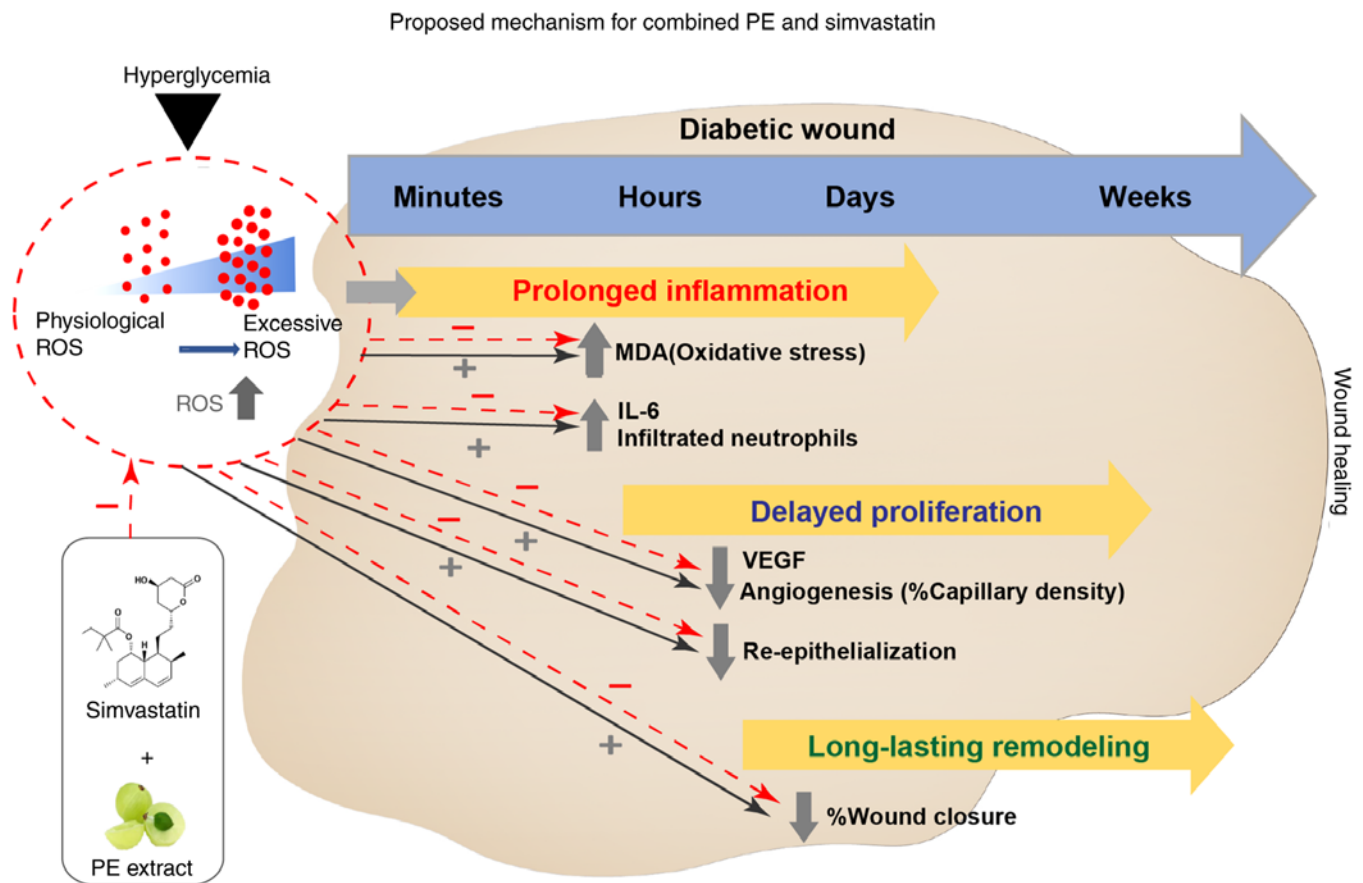 Proposed mechanism for combined PE and simvastatin
Hyperglycemia
Diabetic wound
Minutes
Hours
Days
Weeks
Physiological
ROS
Excessive
ROS
ROS
Prolonged inflammation
−
+
MDA(Oxidative stress)
−
+
IL-6
Infiltrated neutrophils
Delayed proliferation
−
+
VEGF
Angiogenesis (%Capillary density)
−
+
Re-epithelialization
Long-lasting remodeling
−
+
%Wound closure
Wound healing
−
HO
O
O
O
O
H
Simvastatin
+
PE extract